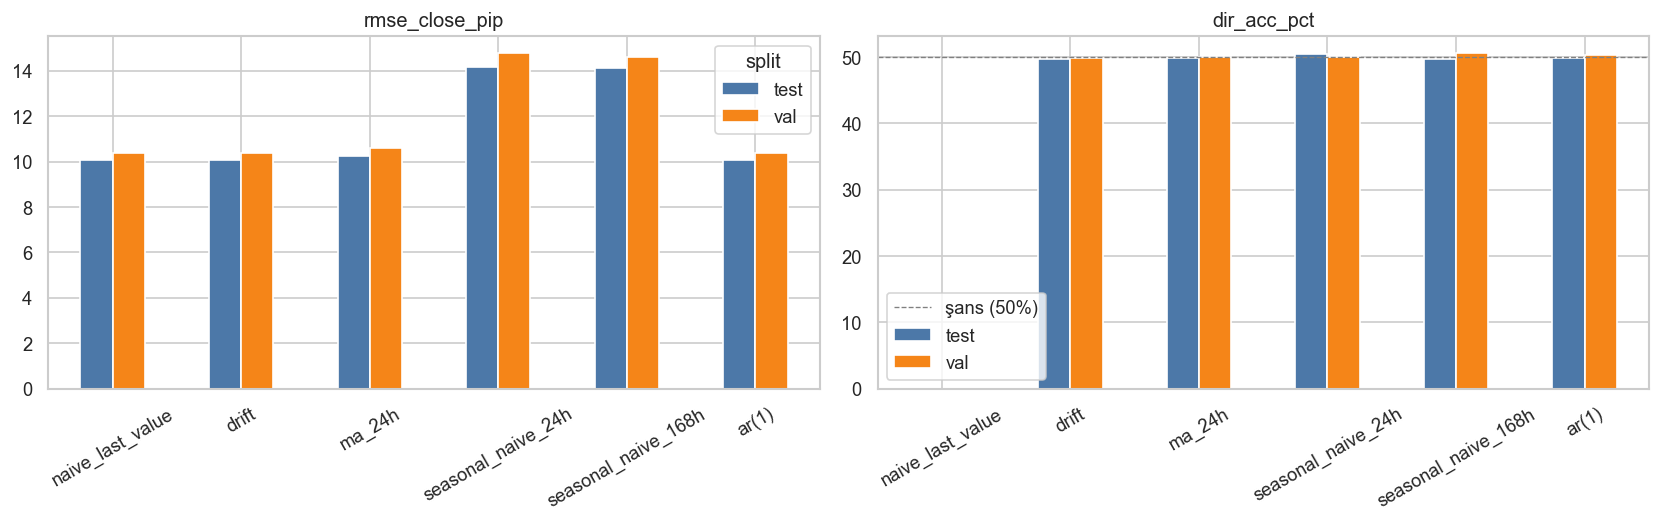 rmse_close_pip
split
test
val
14
12
10
8
6
4
2
0
naive_last_value
drift
ma_24h
seasonal_naive_24h
seasonal_naive_168h
ar(1)
dir_acc_pct
50
40
30
20
10
0
şans (50%)
test
val
naive_last_value
drift
ma_24h
seasonal_naive_24h
seasonal_naive_168h
ar(1)